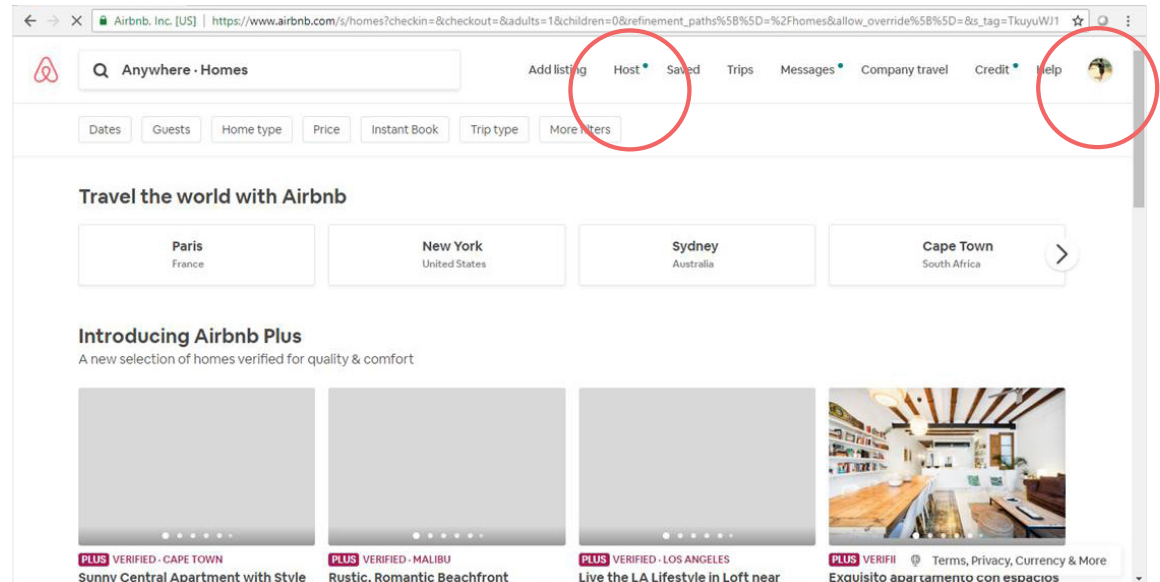 Airbnb. Inc. [US] | https://www.airbnb.com/s/homes?checkin=&checkout=&adults=1&children=0&refinement_paths%5B%5D=%2Fhomes&allow_override%5B%5D=&s_tag=TkuyuWJ1
Anywhere · Homes
Add listing Host Saved Trips Messages Company travel Credit Help
Dates Guests Home type Price Instant Book Trip type More filters
Travel the world with Airbnb
Paris New York Sydney Cape Town
France United States Australia South Africa
Introducing Airbnb Plus
A new selection of homes verified for quality & comfort
PLUS VERIFIED · CAPE TOWN PLUS VERIFIED · MALIBU PLUS VERIFIED · LOS ANGELES PLUS VERIFI Terms, Privacy, Currency & More
Sunny Central Apartment with Style Rustic, Romantic Beachfront Live the LA Lifestyle in Loft near Exquisito apartamento con espacios